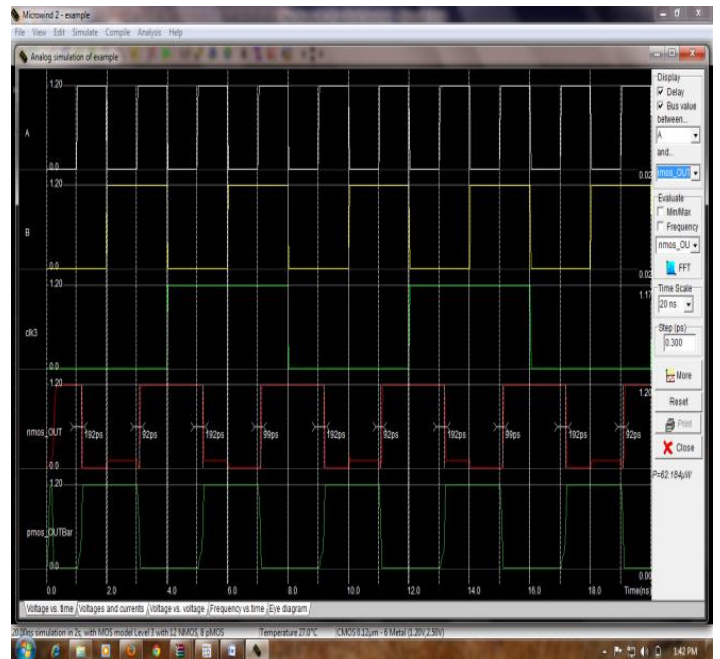 Microwind 2 - example
File View Edit Simulate Compile Analysis Help
Analog simulation of example
Display
Delay
Bus value
between...
A
and...
nmos_OUT
Evaluate
Min/Max
Frequency
nmos_OU
FFT
Time Scale
20 ns
Step (ps)
0.300
More
Reset
Print
Close
P=62.184µW
1.20
A
0.0
0.02
1.20
B
0.0
0.02
1.20
1.17
clk3
0.0
1.20
1.20
nmos_OUT
192ps 92ps 192ps 99ps 192ps 92ps 192ps 99ps 192ps 92ps
0.0
1.20
pmos_OUTBar
0.0
0.00
0.0 2.0 4.0 6.0 8.0 10.0 12.0 14.0 16.0 18.0 Time(ns)
Voltage vs. time Voltages and currents Voltage vs. voltage Frequency vs.time Eye diagram
simulation in 2s, with MOS model Level 3 with 12 NMOS, 8 pMOS Temperature 27.0°C CMOS 0.12µm - 6 Metal (1.20V,2.50V)
1:42 PM